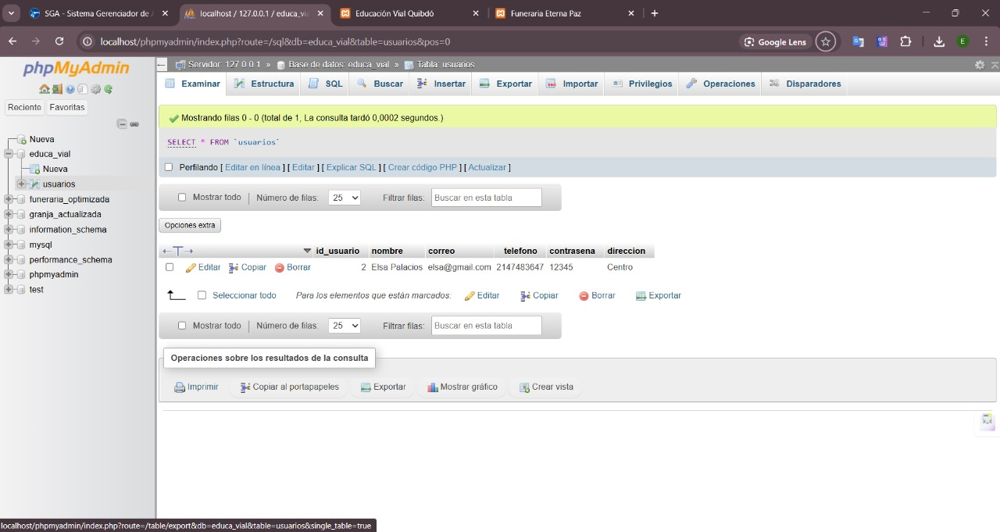 SGA - Sistema Gerenciador de
localhost / 127.0.0.1 / educa_via
Educación Vial Quibdó
Funeraria Eterna Paz
localhost/phpmyadmin/index.php?route=/sql&db=educa_vial&table=usuarios&pos=0
Google Lens
E
phpMyAdmin
Servidor: 127.0.0.1 » Base de datos: educa_vial » Tabla: usuarios
Examinar Estructura SQL Buscar Insertar Exportar Importar Privilegios Operaciones Disparadores
Reciente Favoritas
Nueva
educa_vial
Nueva
usuarios
funeraria_optimizada
granja_actualizada
information_schema
mysql
performance_schema
phpmyadmin
test
Mostrando filas 0 - 0 (total de 1, La consulta tardó 0,0002 segundos.)
SELECT * FROM `usuarios`
Perfilando [ Editar en línea ] [ Editar ] [ Explicar SQL ] [ Crear código PHP ] [ Actualizar ]
Mostrar todo Número de filas: 25 Filtrar filas: Buscar en esta tabla
Opciones extra
id_usuario nombre correo telefono contrasena direccion
Editar Copiar Borrar 2 Elsa Palacios elsa@gmail.com 2147483647 12345 Centro
Seleccionar todo Para los elementos que están marcados: Editar Copiar Borrar Exportar
Mostrar todo Número de filas: 25 Filtrar filas: Buscar en esta tabla
Operaciones sobre los resultados de la consulta
Imprimir Copiar al portapapeles Exportar Mostrar gráfico Crear vista
localhost/phpmyadmin/index.php?route=/table/export&db=educa_vial&table=usuarios&single_table=true